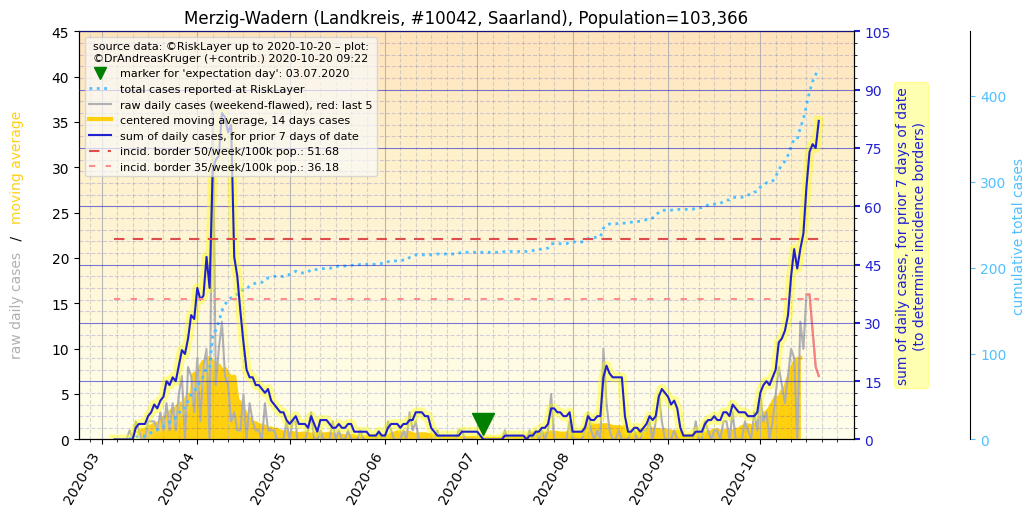 Merzig-Wadern (Landkreis, #10042, Saarland), Population=103,366
source data: ©RiskLayer up to 2020-10-20 – plot:
©DrAndreasKruger (+contrib.) 2020-10-20 09:22
marker for 'expectation day': 03.07.2020
total cases reported at RiskLayer
raw daily cases (weekend-flawed), red: last 5
centered moving average, 14 days cases
sum of daily cases, for prior 7 days of date
incid. border 50/week/100k pop.: 51.68
incid. border 35/week/100k pop.: 36.18
raw daily cases / moving average
45
40
35
30
25
20
15
10
5
0
2020-03
2020-04
2020-05
2020-06
2020-07
2020-08
2020-09
2020-10
105
90
75
60
45
30
15
0
sum of daily cases, for prior 7 days of date
(to determine incidence borders)
400
300
200
100
0
cumulative total cases